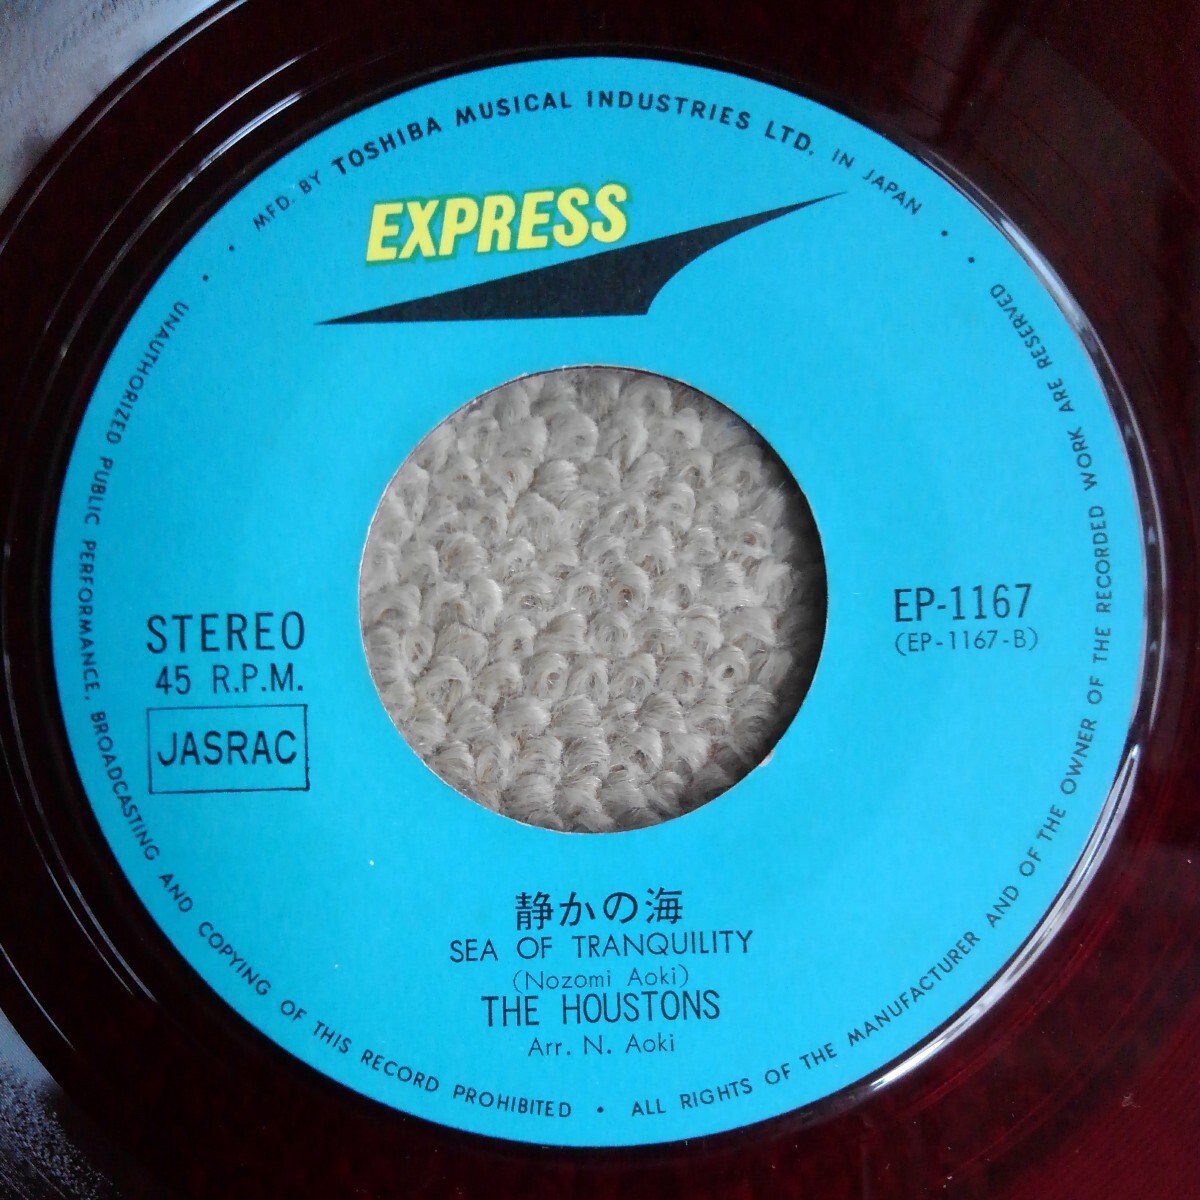 MFD. BY TOSHIBA MUSICAL INDUSTRIES LTD. IN JAPAN
EXPRESS
STEREO
45 R.P.M.
JASRAC
EP-1167
(EP-1167-B)
静かの海
SEA OF TRANQUILITY
(Nozomi Aoki)
THE HOUSTONS
Arr. N. Aoki
UNAUTHORIZED PUBLIC PERFORMANCE, BROADCASTING AND COPYING OF THIS RECORD PROHIBITED • ALL RIGHTS OF THE MANUFACTURER AND OF THE OWNER OF THE RECORDED WORK ARE RESERVED